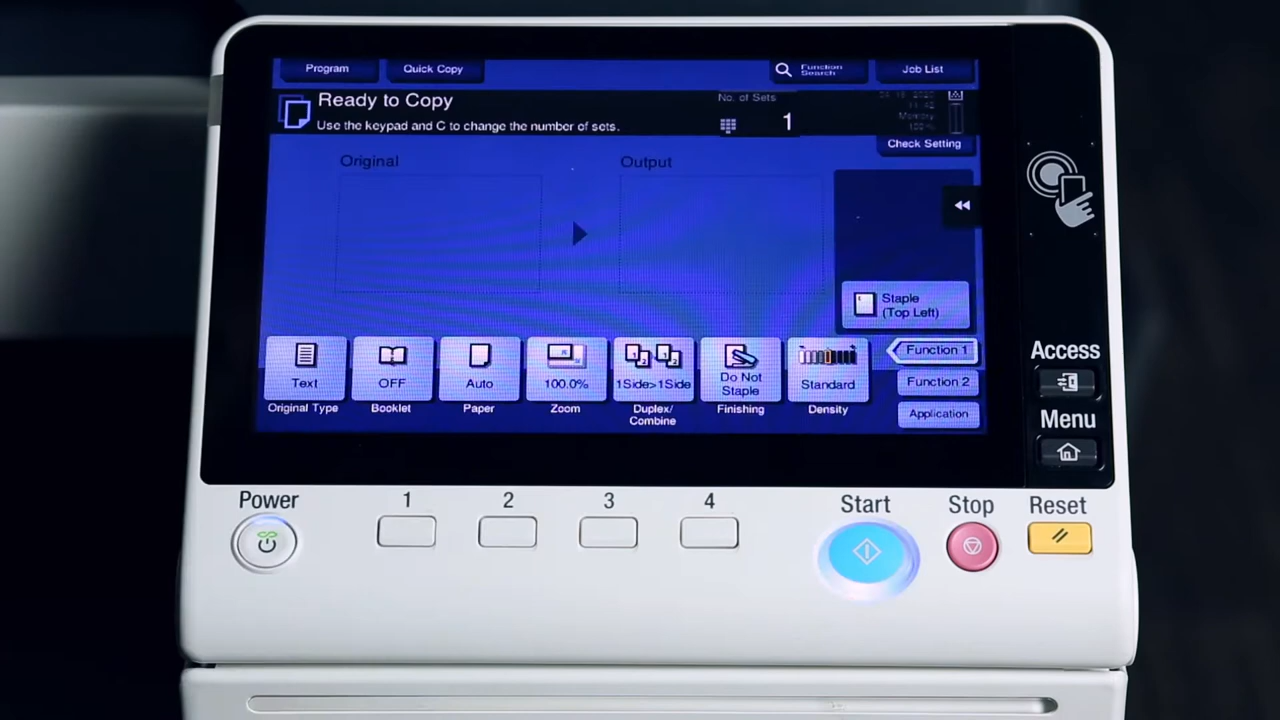 Program
Quick Copy
Function
Search
Job List
Ready to Copy
No. of Sets
Use the keypad and C to change the number of sets.
1
Memory
100 %
Check Setting
Original
Output
Staple
(Top Left)
Text
OFF
Auto
100.0%
1Side>1Side
Do Not
Staple
Standard
Original Type
Booklet
Paper
Zoom
Duplex/
Combine
Finishing
Density
Function 1
Function 2
Application
Access
Menu
Power
1
2
3
4
Start
Stop
Reset